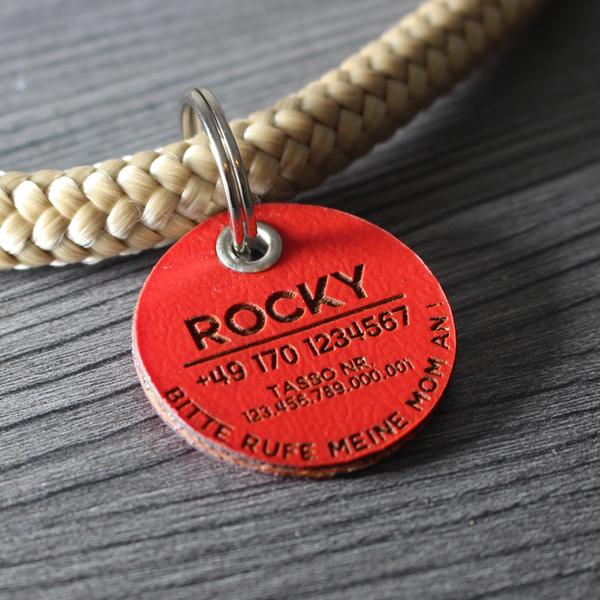 ROCKY
+49 170 1234567
TASSO NR.
123.456.789.000.001
BITTE RUFE MEINE MOM AN!